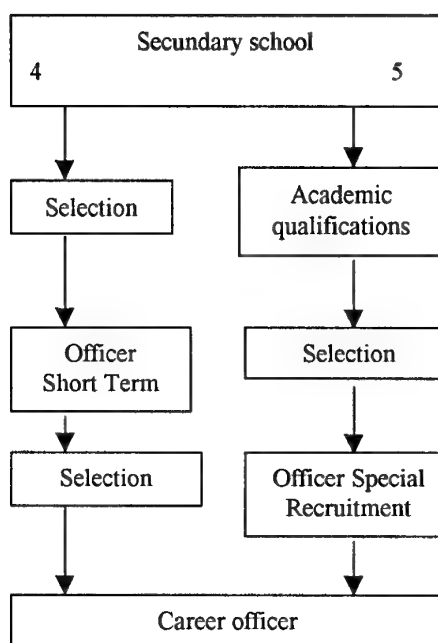 Secundary school
4 5
Selection
Academic
qualifications
Officer
Short Term
Selection
Selection
Officer Special
Recruitment
Career officer